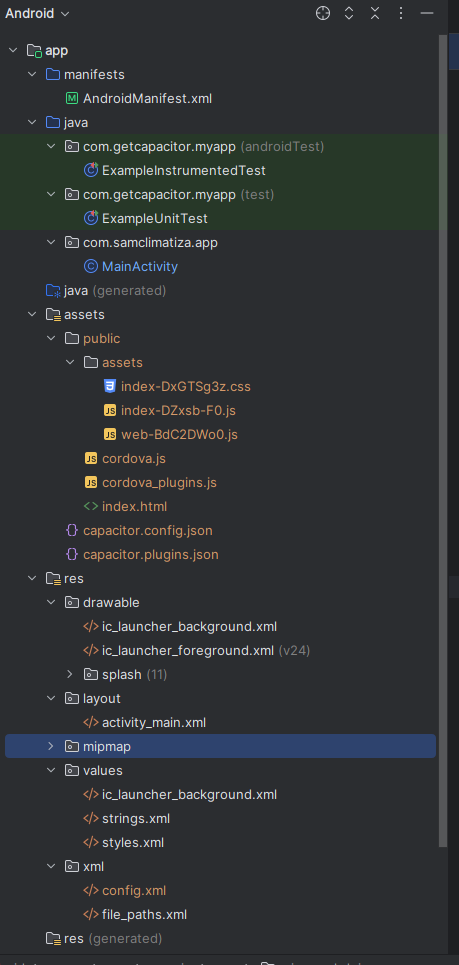 Android
app
manifests
AndroidManifest.xml
java
com.getcapacitor.myapp (androidTest)
ExampleInstrumentedTest
com.getcapacitor.myapp (test)
ExampleUnitTest
com.samclimatiza.app
MainActivity
java (generated)
assets
public
assets
index-DxGTSg3z.css
index-DZxsb-F0.js
web-BdC2DWo0.js
cordova.js
cordova_plugins.js
index.html
capacitor.config.json
capacitor.plugins.json
res
drawable
ic_launcher_background.xml
ic_launcher_foreground.xml (v24)
splash (11)
layout
activity_main.xml
mipmap
values
ic_launcher_background.xml
strings.xml
styles.xml
xml
config.xml
file_paths.xml
res (generated)